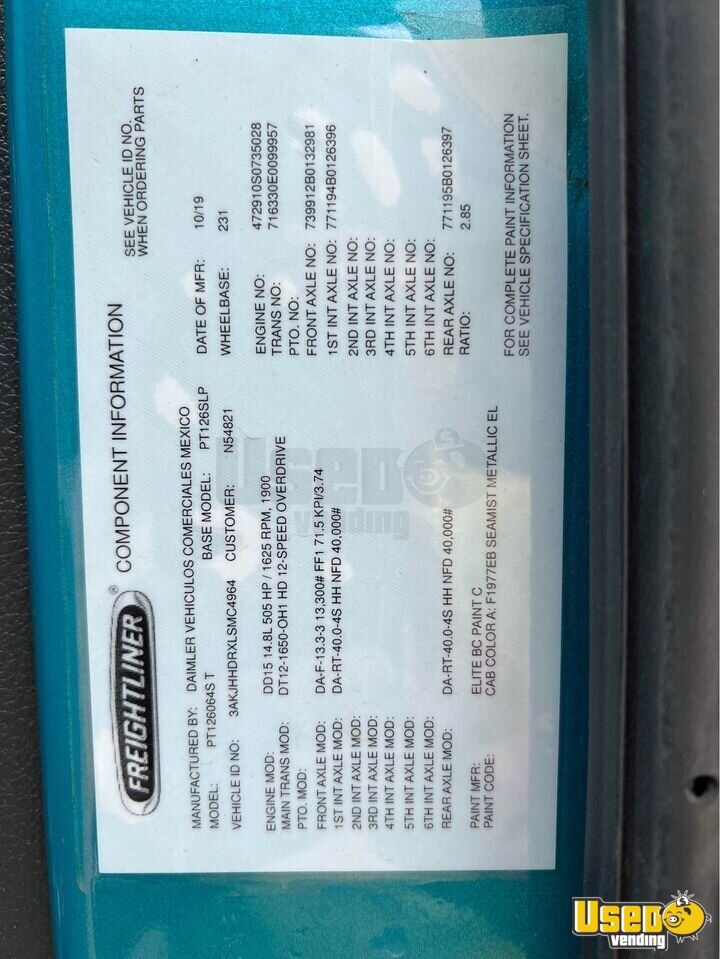 FREIGHTLINER ® COMPONENT INFORMATION
SEE VEHICLE ID NO.
WHEN ORDERING PARTS
MANUFACTURED BY: DAIMLER VEHICULOS COMERCIALES MEXICO DATE OF MFR: 10/19
MODEL: PT126064S T BASE MODEL: PT126SLP
VEHICLE ID NO: 3AKJHHDRXLSMC4964 CUSTOMER: N54821 WHEELBASE: 231
ENGINE MOD: DD15 14.8L 505 HP / 1625 RPM, 1900 ENGINE NO: 472910S0735028
MAIN TRANS MOD: DT12-1650-OH1 HD 12-SPEED OVERDRIVE TRANS NO: 716330E0099957
PTO. MOD: PTO. NO:
FRONT AXLE MOD: DA-F-13.3-3 13,300# FF1 71.5 KPI/3.74 FRONT AXLE NO: 739912B0132981
1ST INT AXLE MOD: DA-RT-40.0-4S HH NFD 40,000# 1ST INT AXLE NO: 771194B0126396
2ND INT AXLE MOD: 2ND INT AXLE NO:
3RD INT AXLE MOD: 3RD INT AXLE NO:
4TH INT AXLE MOD: 4TH INT AXLE NO:
5TH INT AXLE MOD: 5TH INT AXLE NO:
6TH INT AXLE MOD: 6TH INT AXLE NO:
REAR AXLE MOD: DA-RT-40.0-4S HH NFD 40,000# REAR AXLE NO: 771195B0126397
RATIO: 2.85
PAINT MFR: ELITE BC PAINT C
PAINT CODE: CAB COLOR A: F1977EB SEAMIST METALLIC EL
FOR COMPLETE PAINT INFORMATION
SEE VEHICLE SPECIFICATION SHEET.
USED
vending
USED
vending